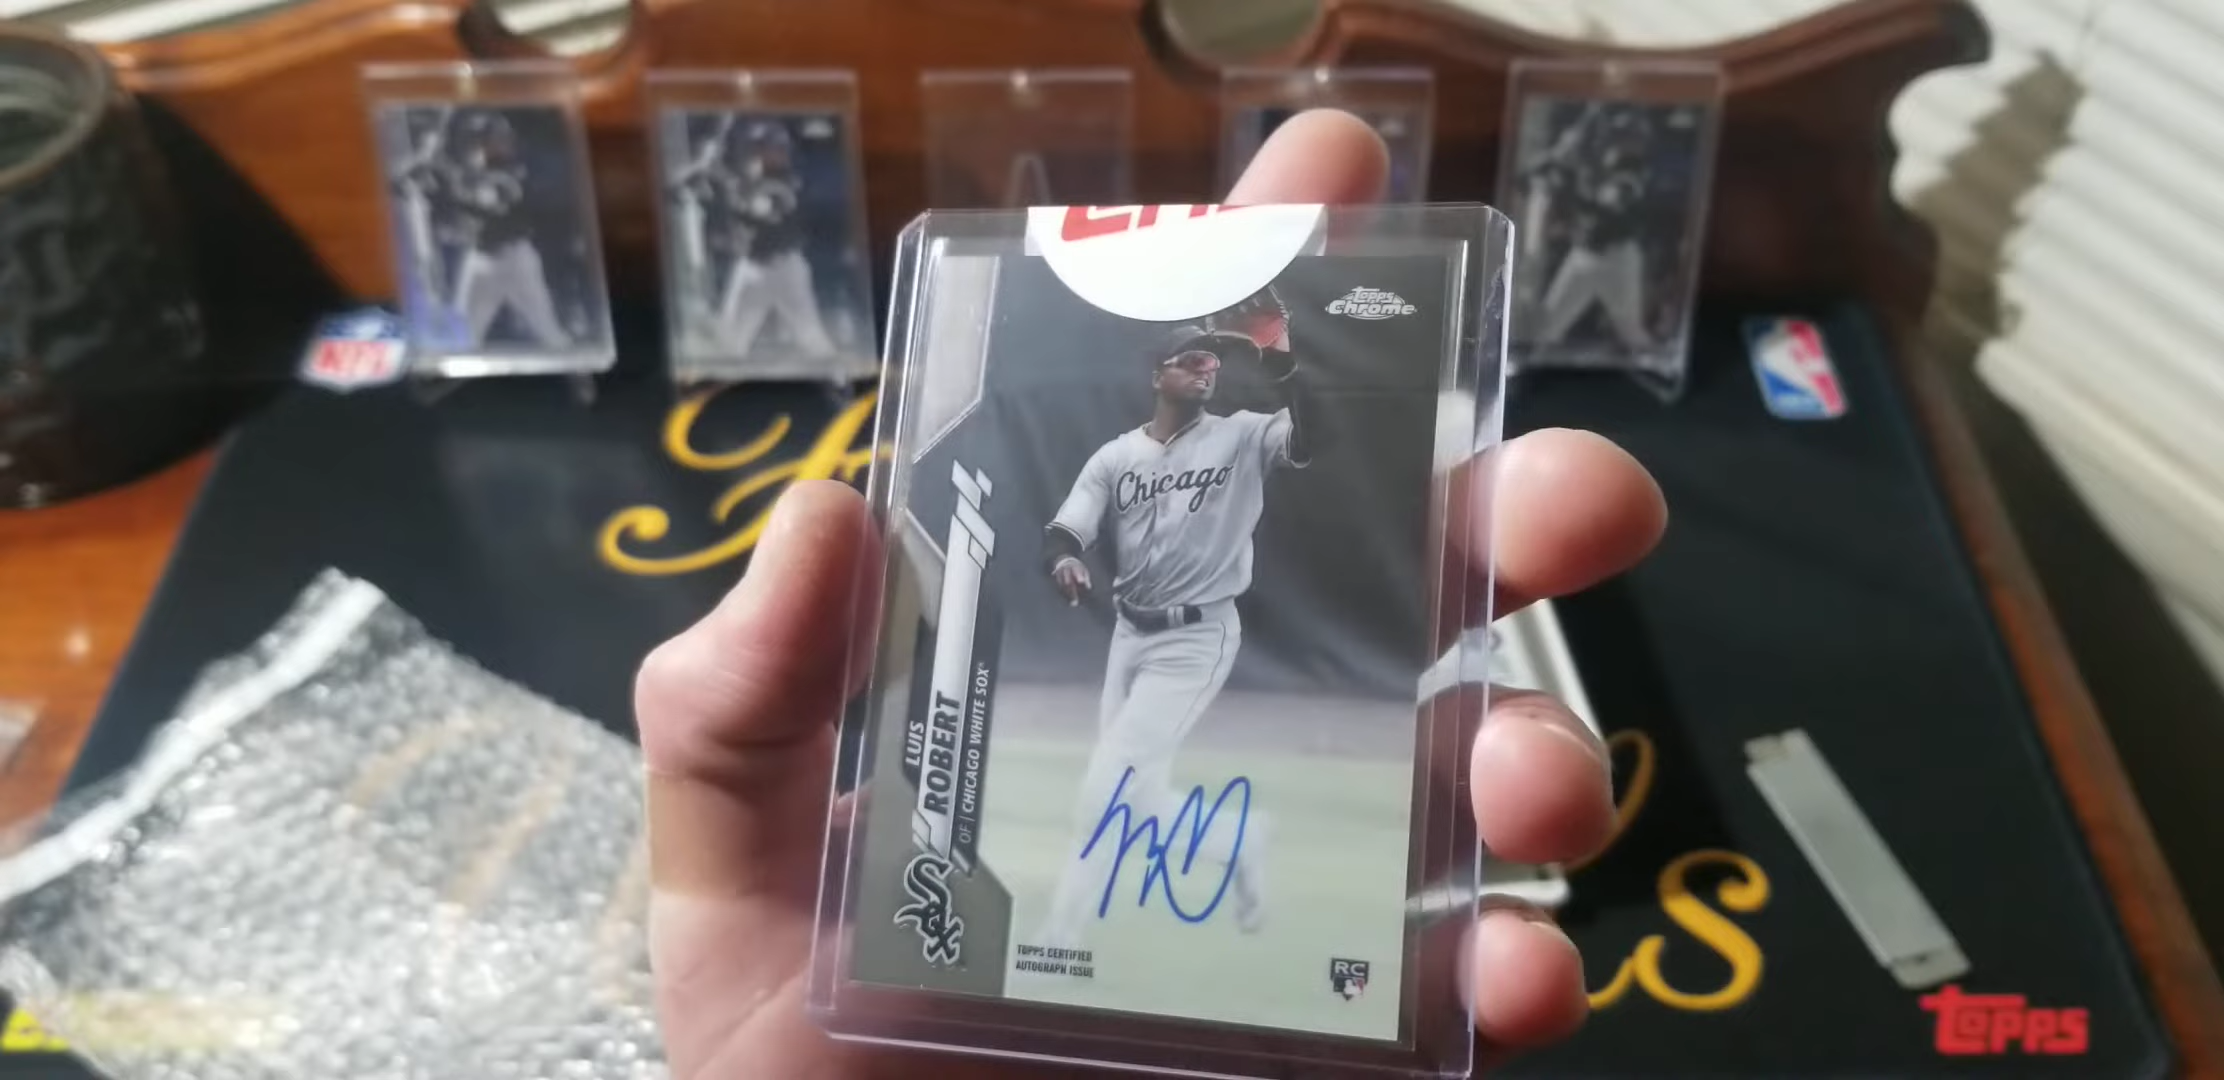 Topps
Chrome
Chicago
LUIS
ROBERT
OF | CHICAGO WHITE SOX
Sox
TOPPS CERTIFIED
AUTOGRAPH ISSUE
RC
TOPPS